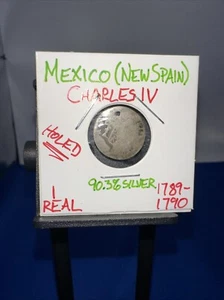 MEXICO (NEW SPAIN)
CHARLES IV
HOLED
90.3% SILVER
1
REAL
1789-
1790